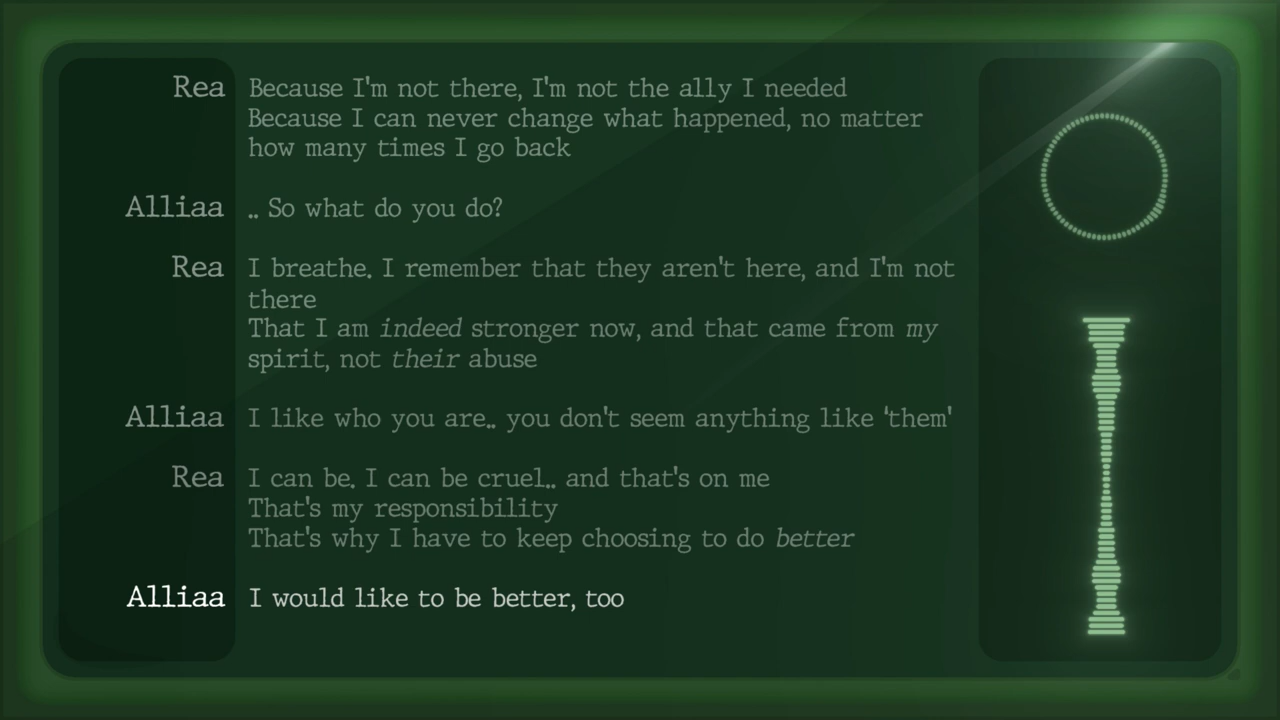 Rea Because I'm not there, I'm not the ally I needed
Because I can never change what happened, no matter
how many times I go back
Alliaa .. So what do you do?
Rea I breathe. I remember that they aren't here, and I'm not
there
That I am indeed stronger now, and that came from my
spirit, not their abuse
Alliaa I like who you are.. you don't seem anything like 'them'
Rea I can be. I can be cruel.. and that's on me
That's my responsibility
That's why I have to keep choosing to do better
Alliaa I would like to be better, too